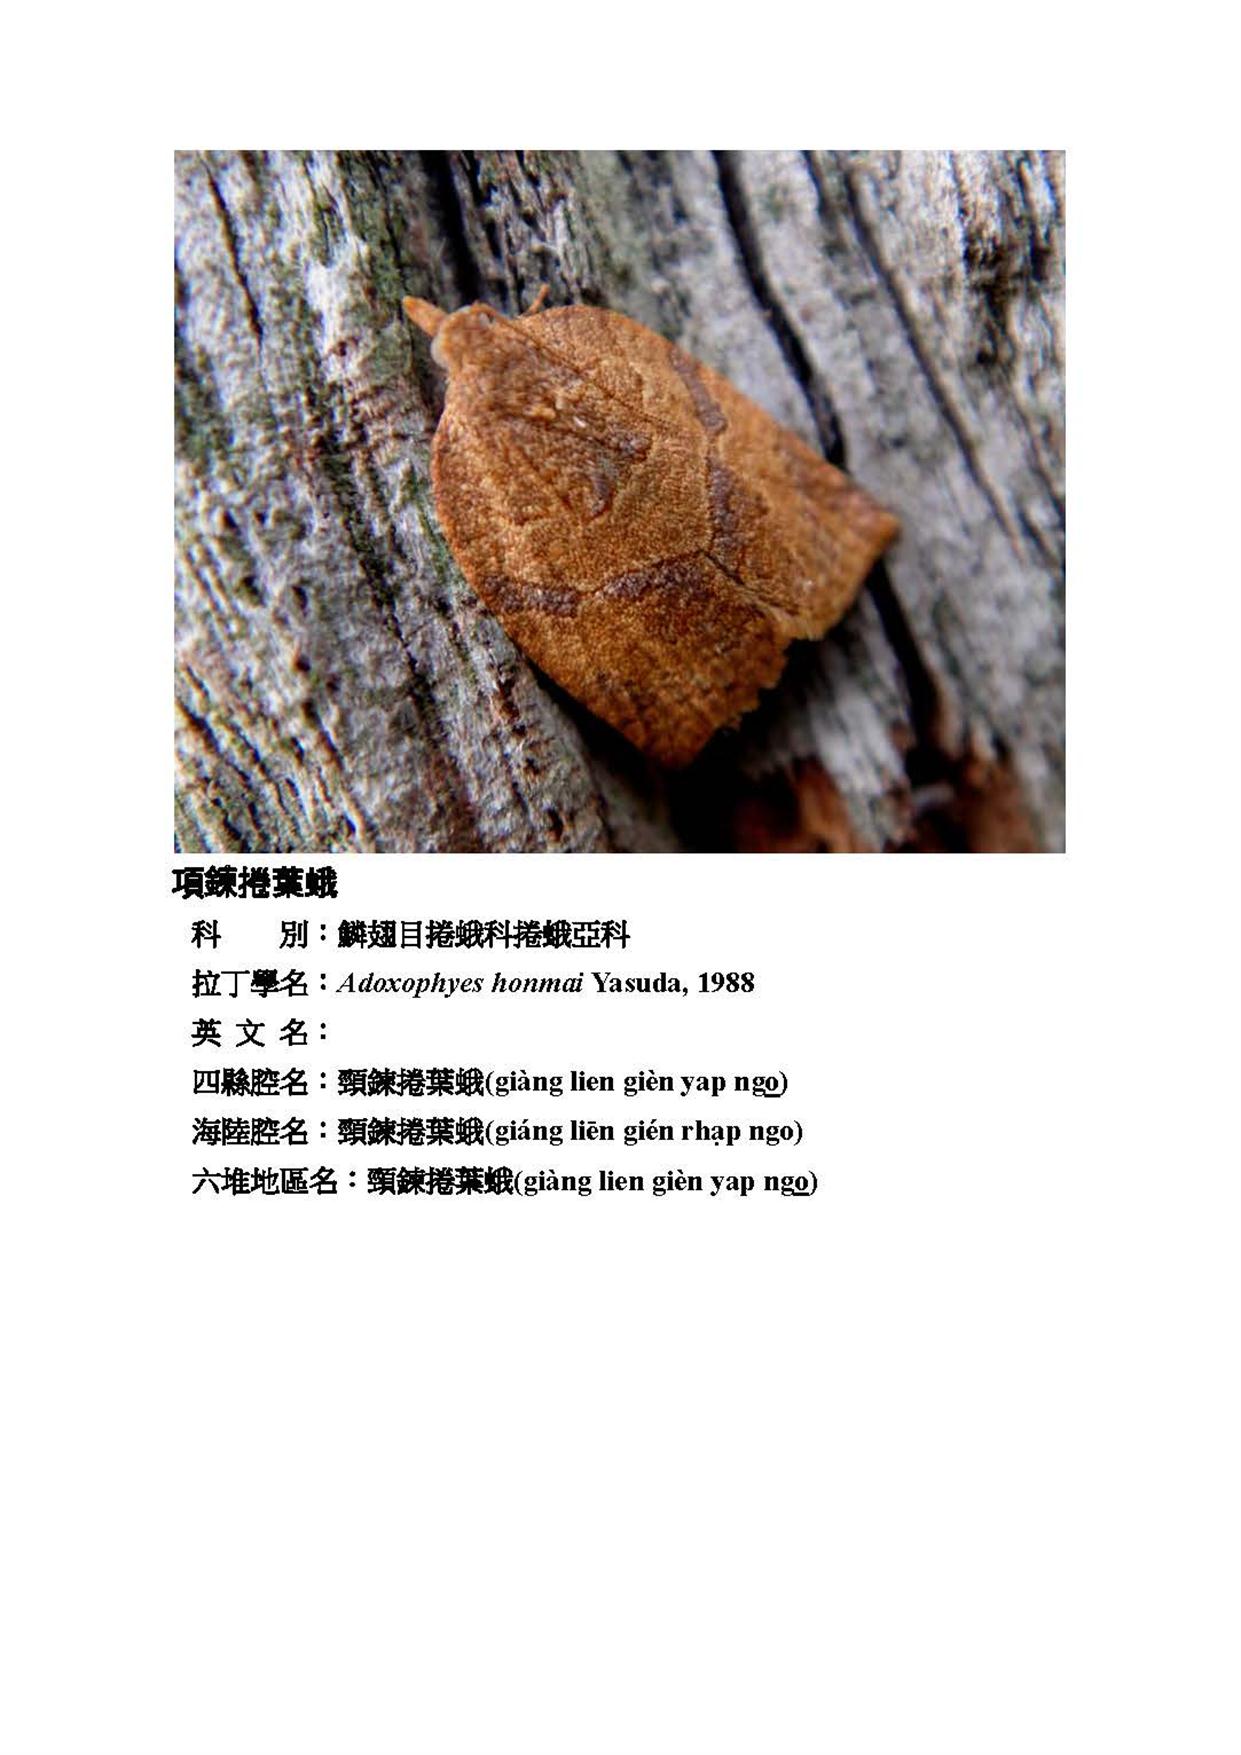 項鍊捲葉蛾
科　　別：鱗翅目捲蛾科捲蛾亞科
拉丁學名：Adoxophyes honmai Yasuda, 1988
英 文 名：
四縣腔名：頸鍊捲葉蛾(giàng lien gièn yap ngo)
海陸腔名：頸鍊捲葉蛾(giáng liēn gién rhạp ngo)
六堆地區名：頸鍊捲葉蛾(giàng lien gièn yap ngo)